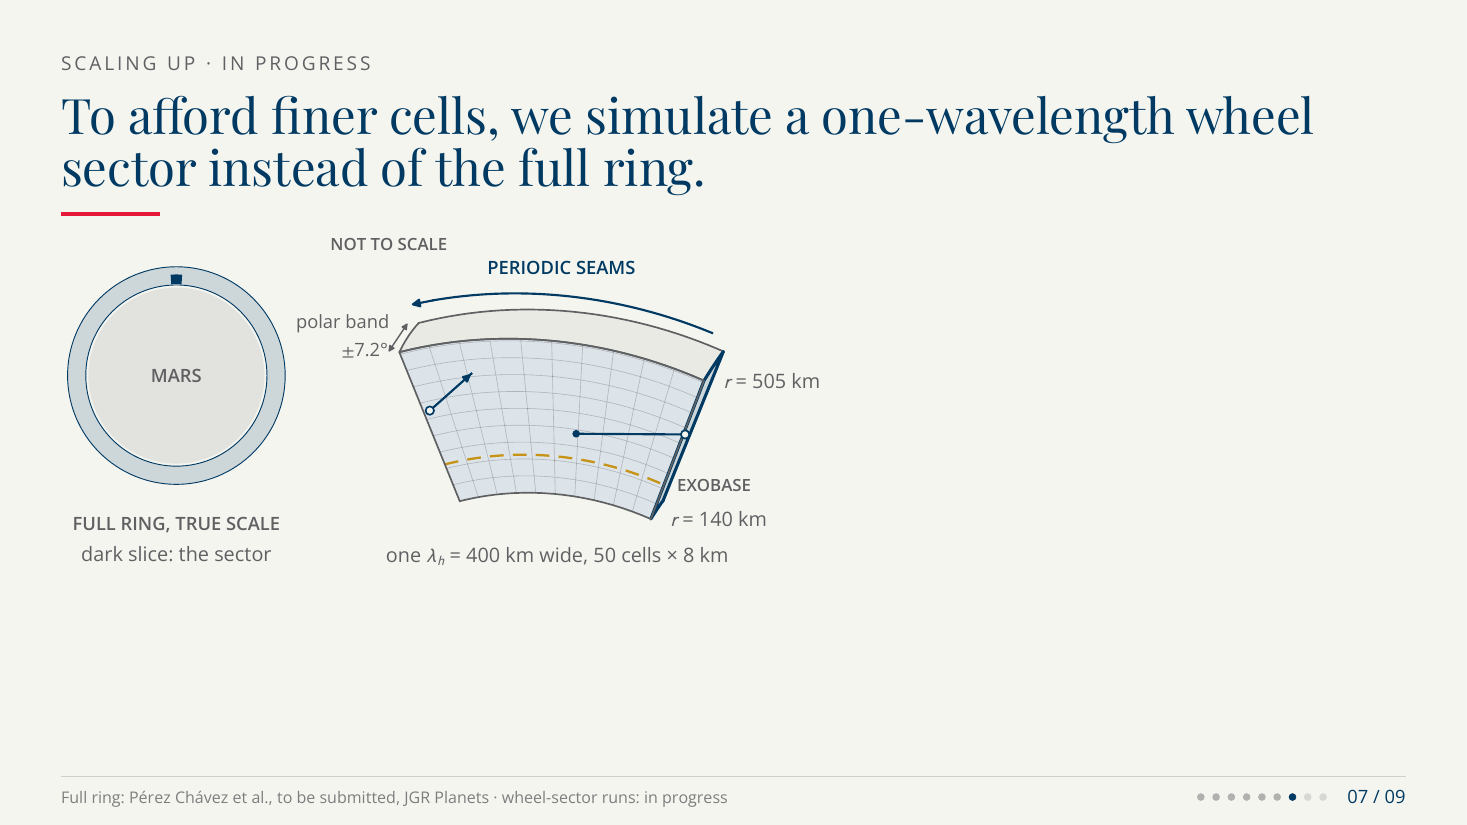 SCALING UP · IN PROGRESS
To afford finer cells, we simulate a one-wavelength wheel
sector instead of the full ring.
NOT TO SCALE
PERIODIC SEAMS
polar band
±7.2°
MARS
r = 505 km
EXOBASE
r = 140 km
FULL RING, TRUE SCALE
dark slice: the sector
one λh = 400 km wide, 50 cells × 8 km
Full ring: Pérez Chávez et al., to be submitted, JGR Planets · wheel-sector runs: in progress
07 / 09